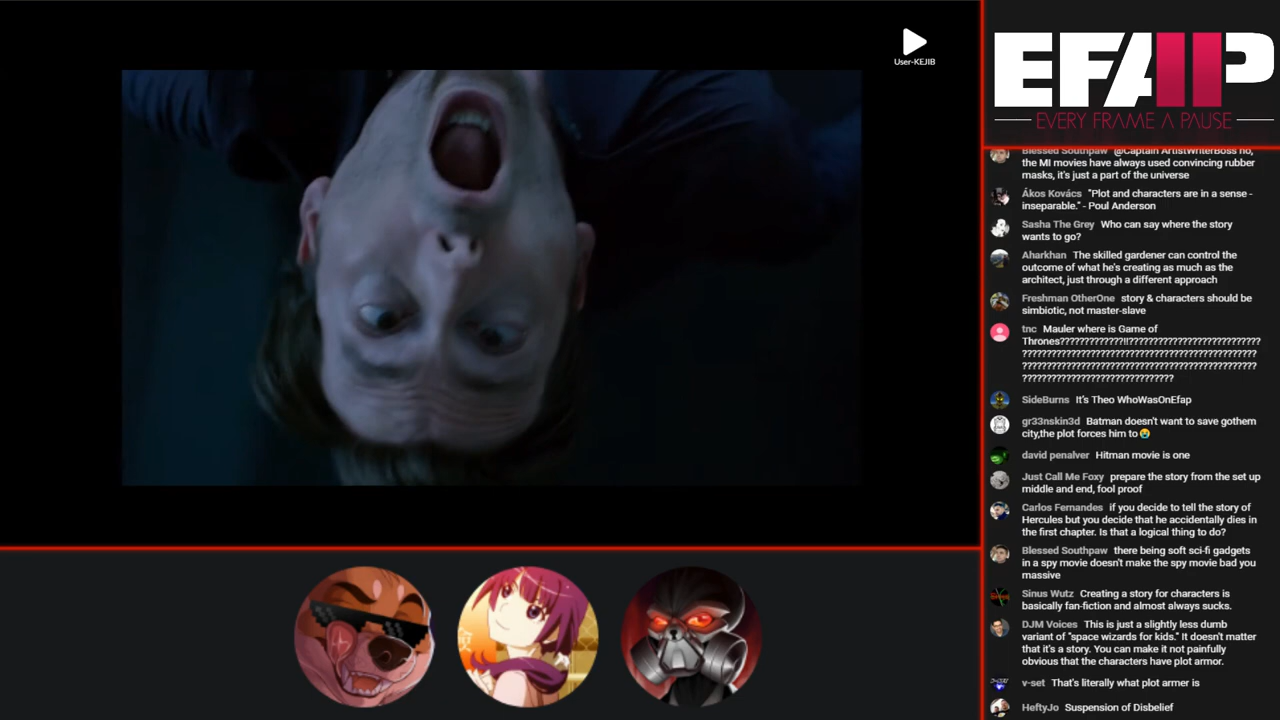 User-KEJIB
EFAP
EVERY FRAME A PAUSE
Blessed Southpaw @Captain ArtistWriterBoss no,
the MI movies have always used convincing rubber
masks, it's just a part of the universe
Ákos Kovács "Plot and characters are in a sense -
inseparable." - Poul Anderson
Sasha The Grey Who can say where the story
wants to go?
Aharkhan The skilled gardener can control the
outcome of what he's creating as much as the
architect, just through a different approach
Freshman OtherOne story & characters should be
simbiotic, not master-slave
tnc Mauler where is Game of
Thrones????????????!!???????????????????????????
????????????????????????????????????????????????
????????????????????????????????????????????????
???????????????????????????????
SideBurns It's Theo WhoWasOnEfap
gr33nskin3d Batman doesn't want to save gothem
city,the plot forces him to😭
david penalver Hitman movie is one
Just Call Me Foxy prepare the story from the set up
middle and end, fool proof
Carlos Fernandes if you decide to tell the story of
Hercules but you decide that he accidentally dies in
the first chapter. Is that a logical thing to do?
Blessed Southpaw there being soft sci-fi gadgets
in a spy movie doesn't make the spy movie bad you
massive
Sinus Wutz Creating a story for characters is
basically fan-fiction and almost always sucks.
DJM Voices This is just a slightly less dumb
variant of "space wizards for kids." It doesn't matter
that it's a story. You can make it not painfully
obvious that the characters have plot armor.
v-set That's literally what plot armer is
HeftyJo Suspension of Disbelief